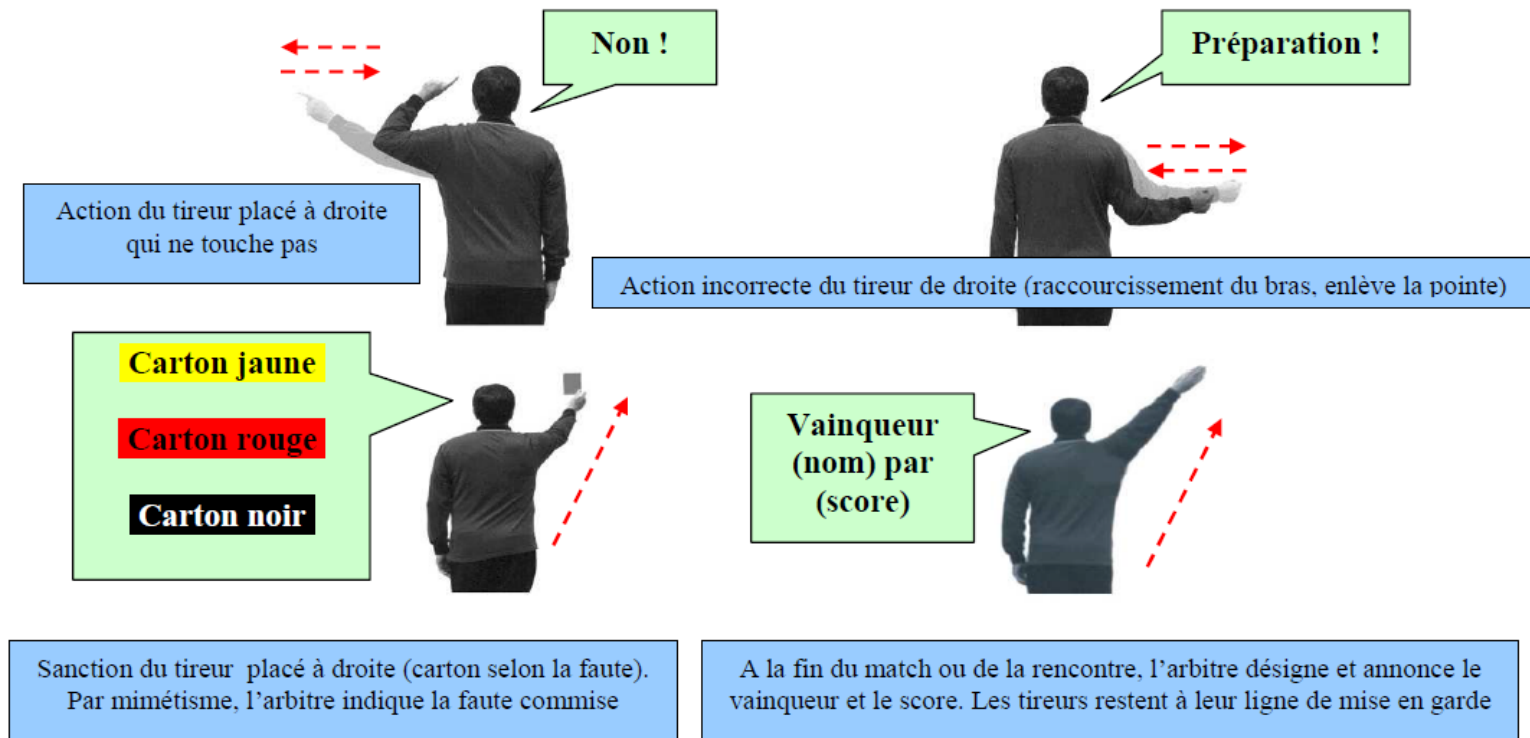 Non !
Préparation !
Action du tireur placé à droite
qui ne touche pas
Action incorrecte du tireur de droite (raccourcissement du bras, enlève la pointe)
Carton jaune
Carton rouge
Carton noir
Vainqueur
(nom) par
(score)
Sanction du tireur placé à droite (carton selon la faute).
Par mimétisme, l’arbitre indique la faute commise
A la fin du match ou de la rencontre, l’arbitre désigne et annonce le
vainqueur et le score. Les tireurs restent à leur ligne de mise en garde